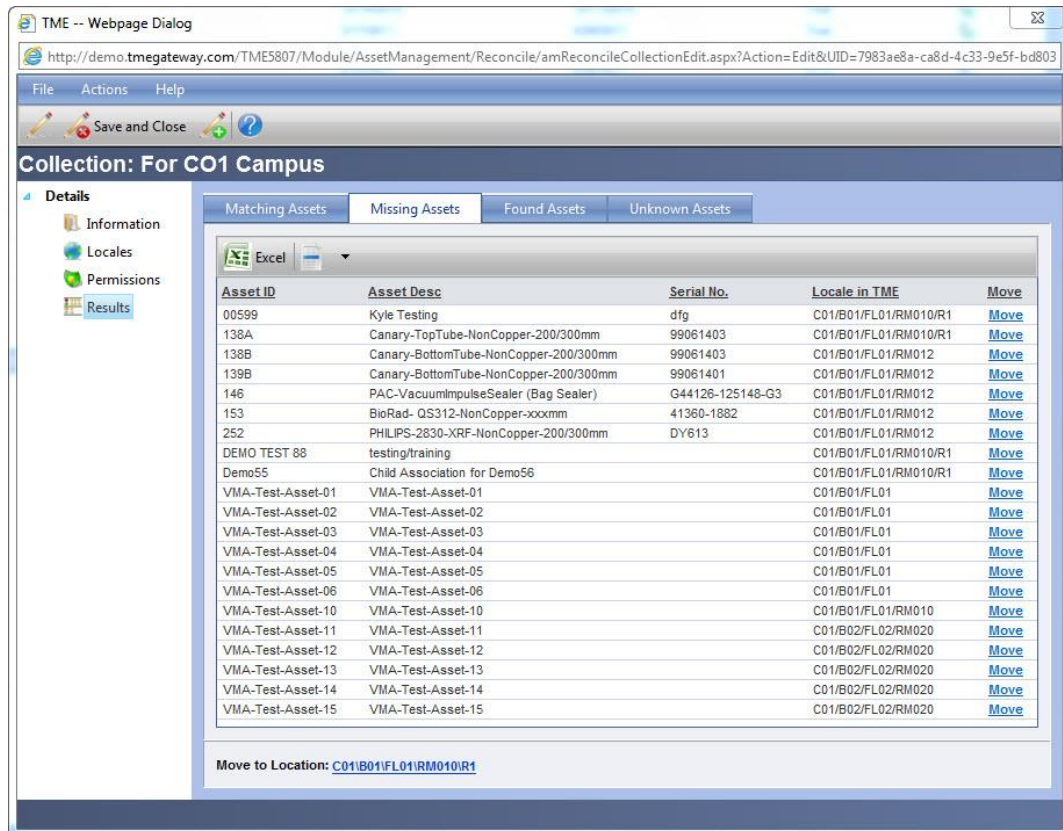 TME -- Webpage Dialog
http://demo.tmegateway.com/TME5807/Module/AssetManagement/Reconcile/amReconcileCollectionEdit.aspx?Action=Edit&UID=7983ae8a-ca8d-4c33-9e5f-bd803
File Actions Help
Save and Close
Collection: For CO1 Campus
Details
Information
Locales
Permissions
Results
Matching Assets Missing Assets Found Assets Unknown Assets
Excel
Asset ID Asset Desc Serial No. Locale in TME Move
00599 Kyle Testing dfg C01/B01/FL01/RM010/R1 Move
138A Canary-TopTube-NonCopper-200/300mm 99061403 C01/B01/FL01/RM010/R1 Move
138B Canary-BottomTube-NonCopper-200/300mm 99061403 C01/B01/FL01/RM012 Move
139B Canary-BottomTube-NonCopper-200/300mm 99061401 C01/B01/FL01/RM012 Move
146 PAC-VacuumImpulseSealer (Bag Sealer) G44126-125148-G3 C01/B01/FL01/RM012 Move
153 BioRad- QS312-NonCopper-xxxmm 41360-1882 C01/B01/FL01/RM012 Move
252 PHILIPS-2830-XRF-NonCopper-200/300mm DY613 C01/B01/FL01/RM012 Move
DEMO TEST 88 testing/training C01/B01/FL01/RM010/R1 Move
Demo55 Child Association for Demo56 C01/B01/FL01/RM010/R1 Move
VMA-Test-Asset-01 VMA-Test-Asset-01 C01/B01/FL01 Move
VMA-Test-Asset-02 VMA-Test-Asset-02 C01/B01/FL01 Move
VMA-Test-Asset-03 VMA-Test-Asset-03 C01/B01/FL01 Move
VMA-Test-Asset-04 VMA-Test-Asset-04 C01/B01/FL01 Move
VMA-Test-Asset-05 VMA-Test-Asset-05 C01/B01/FL01 Move
VMA-Test-Asset-06 VMA-Test-Asset-06 C01/B01/FL01 Move
VMA-Test-Asset-10 VMA-Test-Asset-10 C01/B01/FL01/RM010 Move
VMA-Test-Asset-11 VMA-Test-Asset-11 C01/B02/FL02/RM020 Move
VMA-Test-Asset-12 VMA-Test-Asset-12 C01/B02/FL02/RM020 Move
VMA-Test-Asset-13 VMA-Test-Asset-13 C01/B02/FL02/RM020 Move
VMA-Test-Asset-14 VMA-Test-Asset-14 C01/B02/FL02/RM020 Move
VMA-Test-Asset-15 VMA-Test-Asset-15 C01/B02/FL02/RM020 Move
Move to Location: C01\B01\FL01\RM010\R1